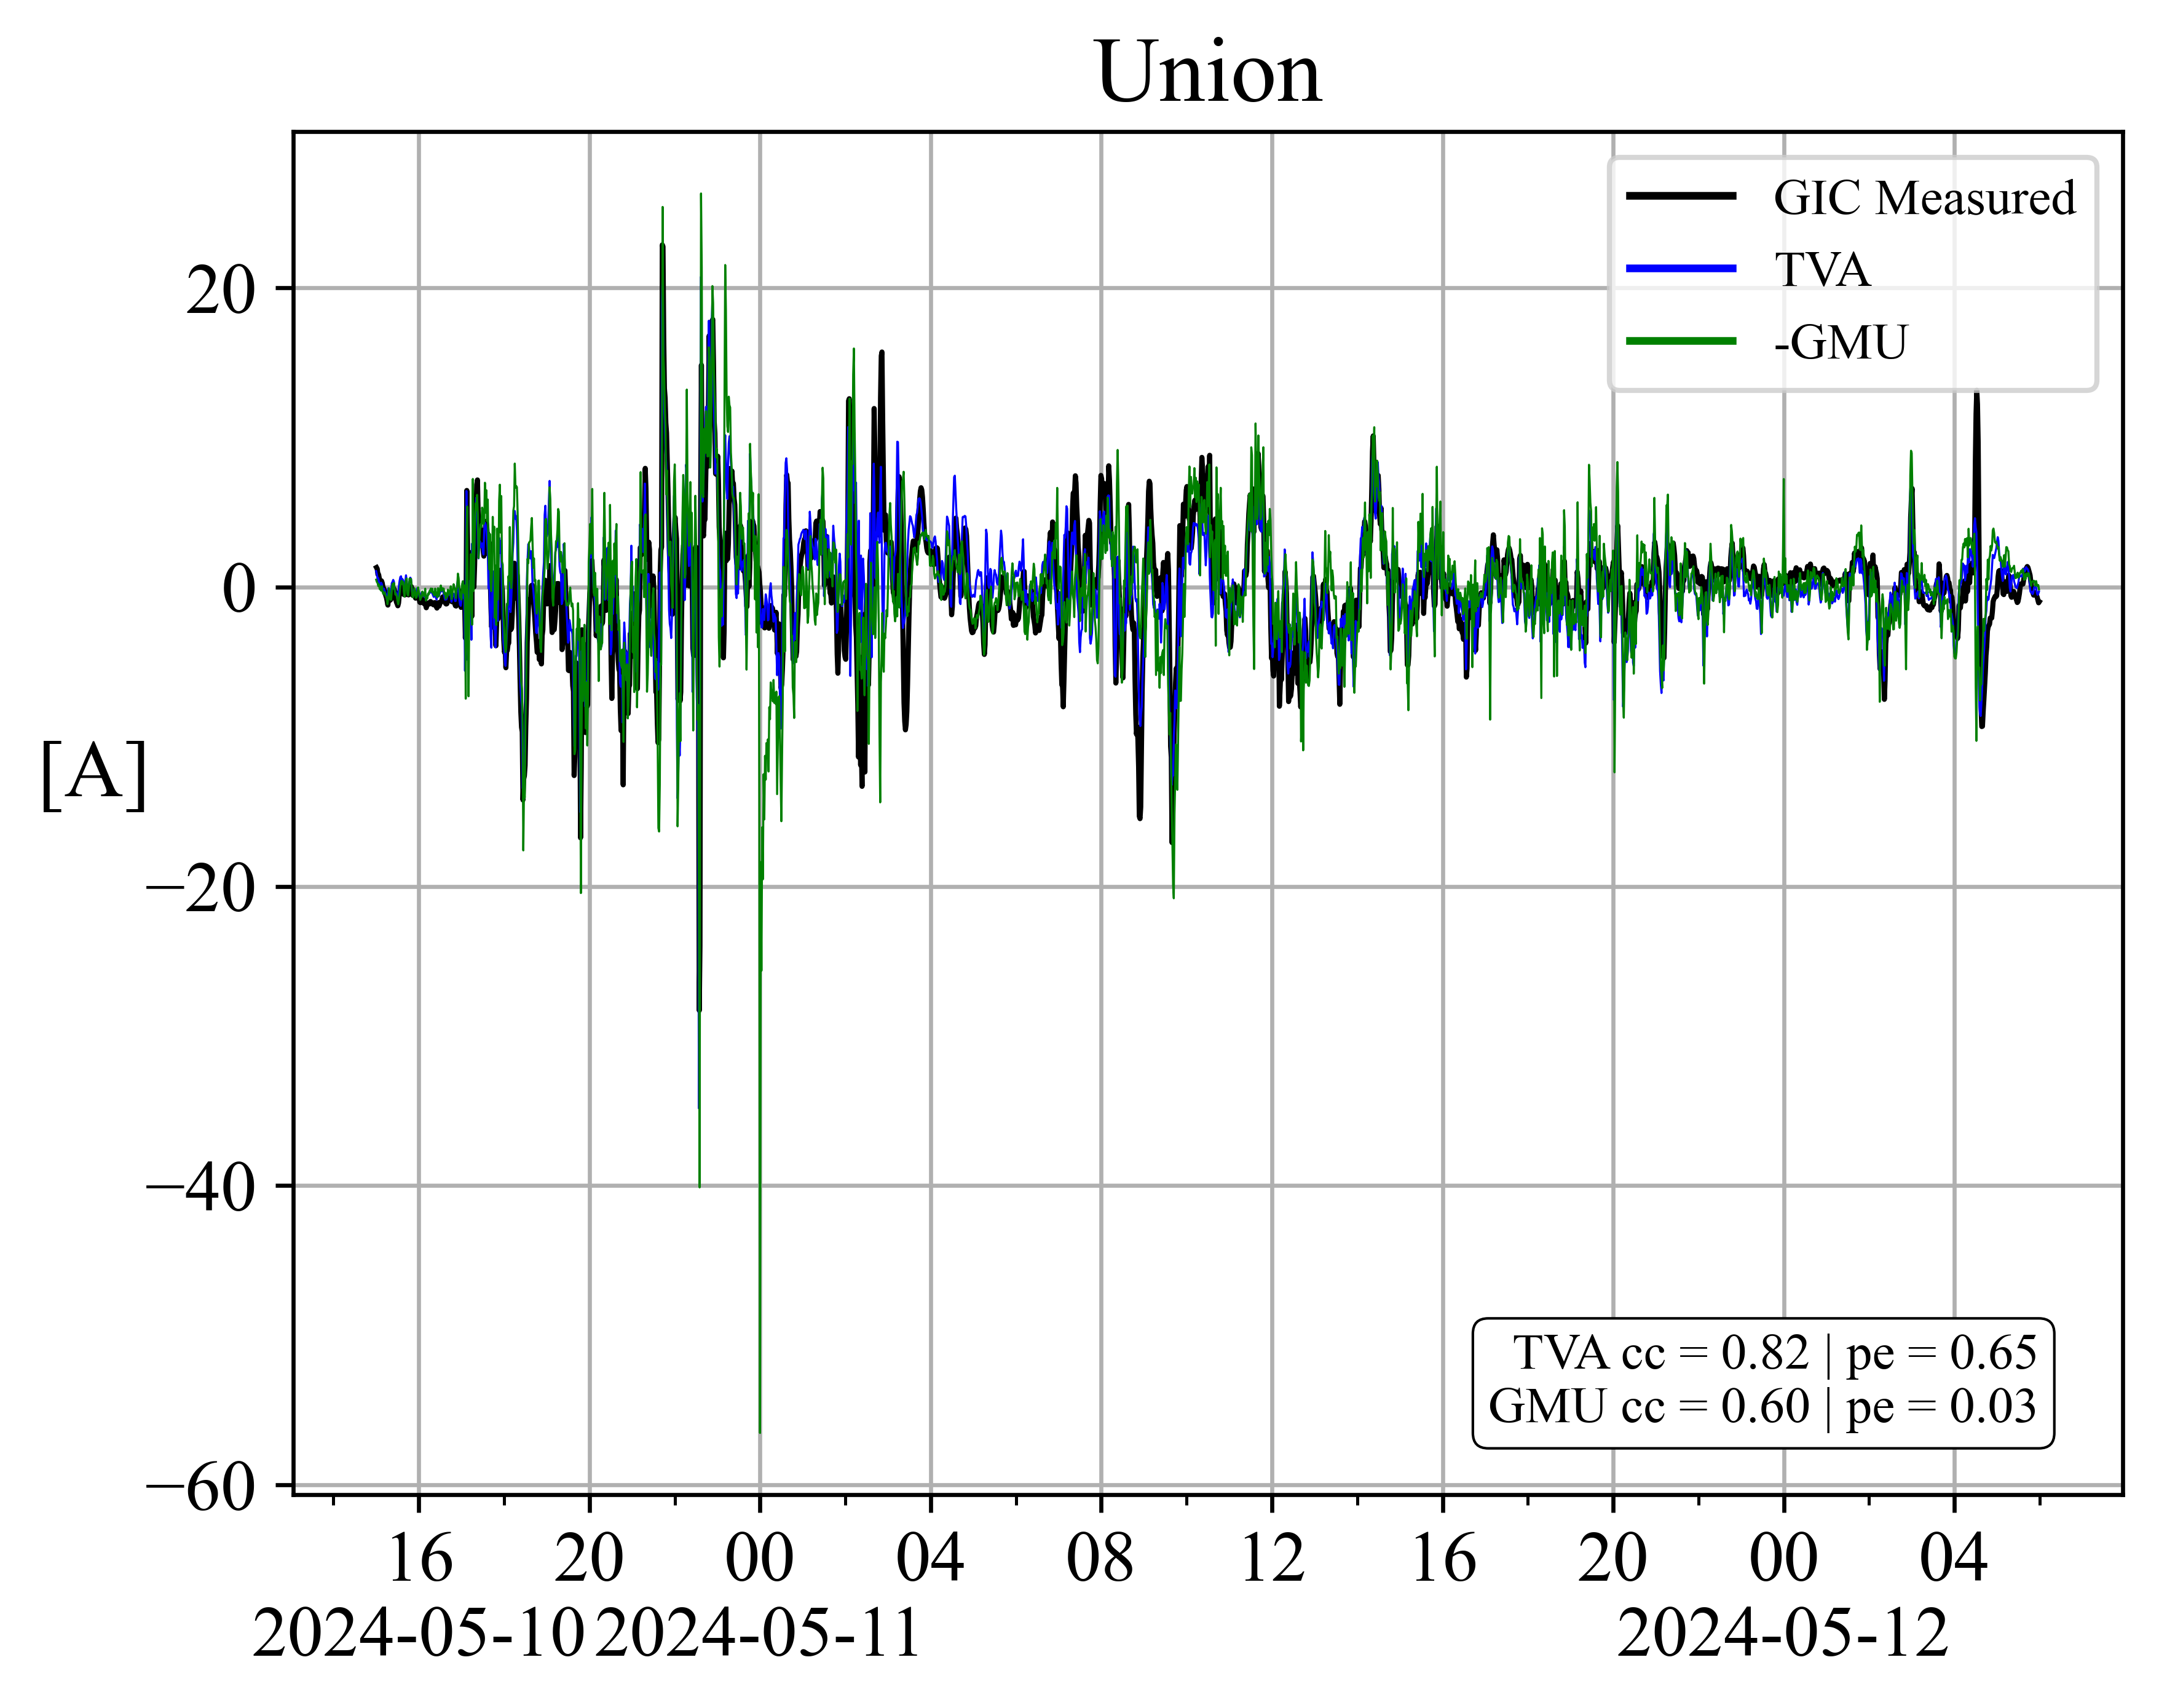 Union
GIC Measured
TVA
-GMU
20
0
[A]
−20
−40
−60
TVA cc = 0.82 | pe = 0.65
GMU cc = 0.60 | pe = 0.03
16 20 00 04 08 12 16 20 00 04
2024-05-10 2024-05-11 2024-05-12